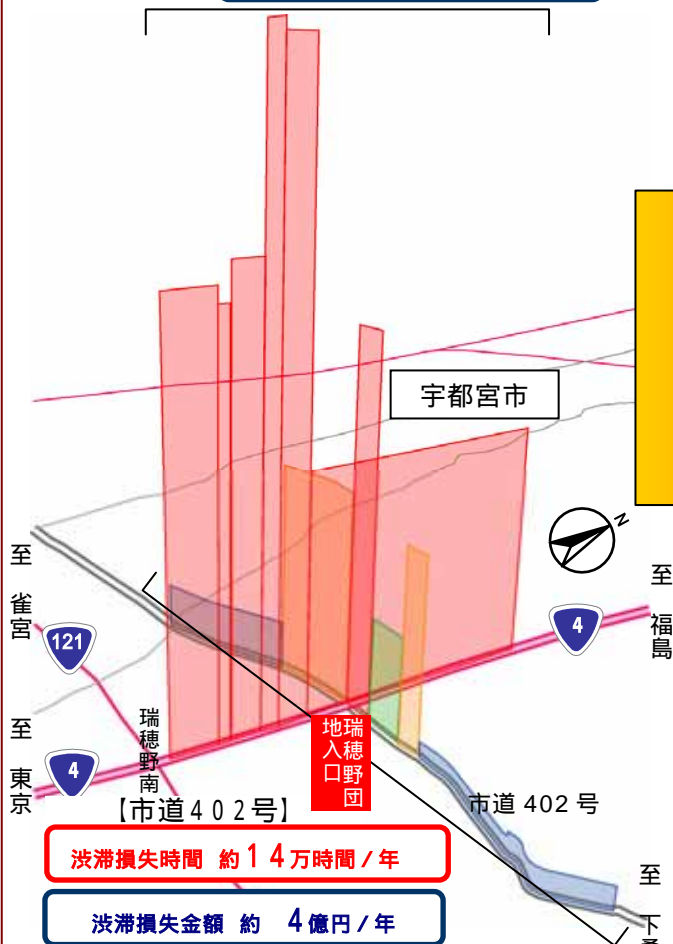 宇都宮市
N
至 雀宮
121
至 福島
4
至 東京
4
瑞穂野南
瑞穂野団地入口
【市道402号】
市道 402 号
渋滞損失時間 約14万時間/年
渋滞損失金額 約 4億円/年
至 下